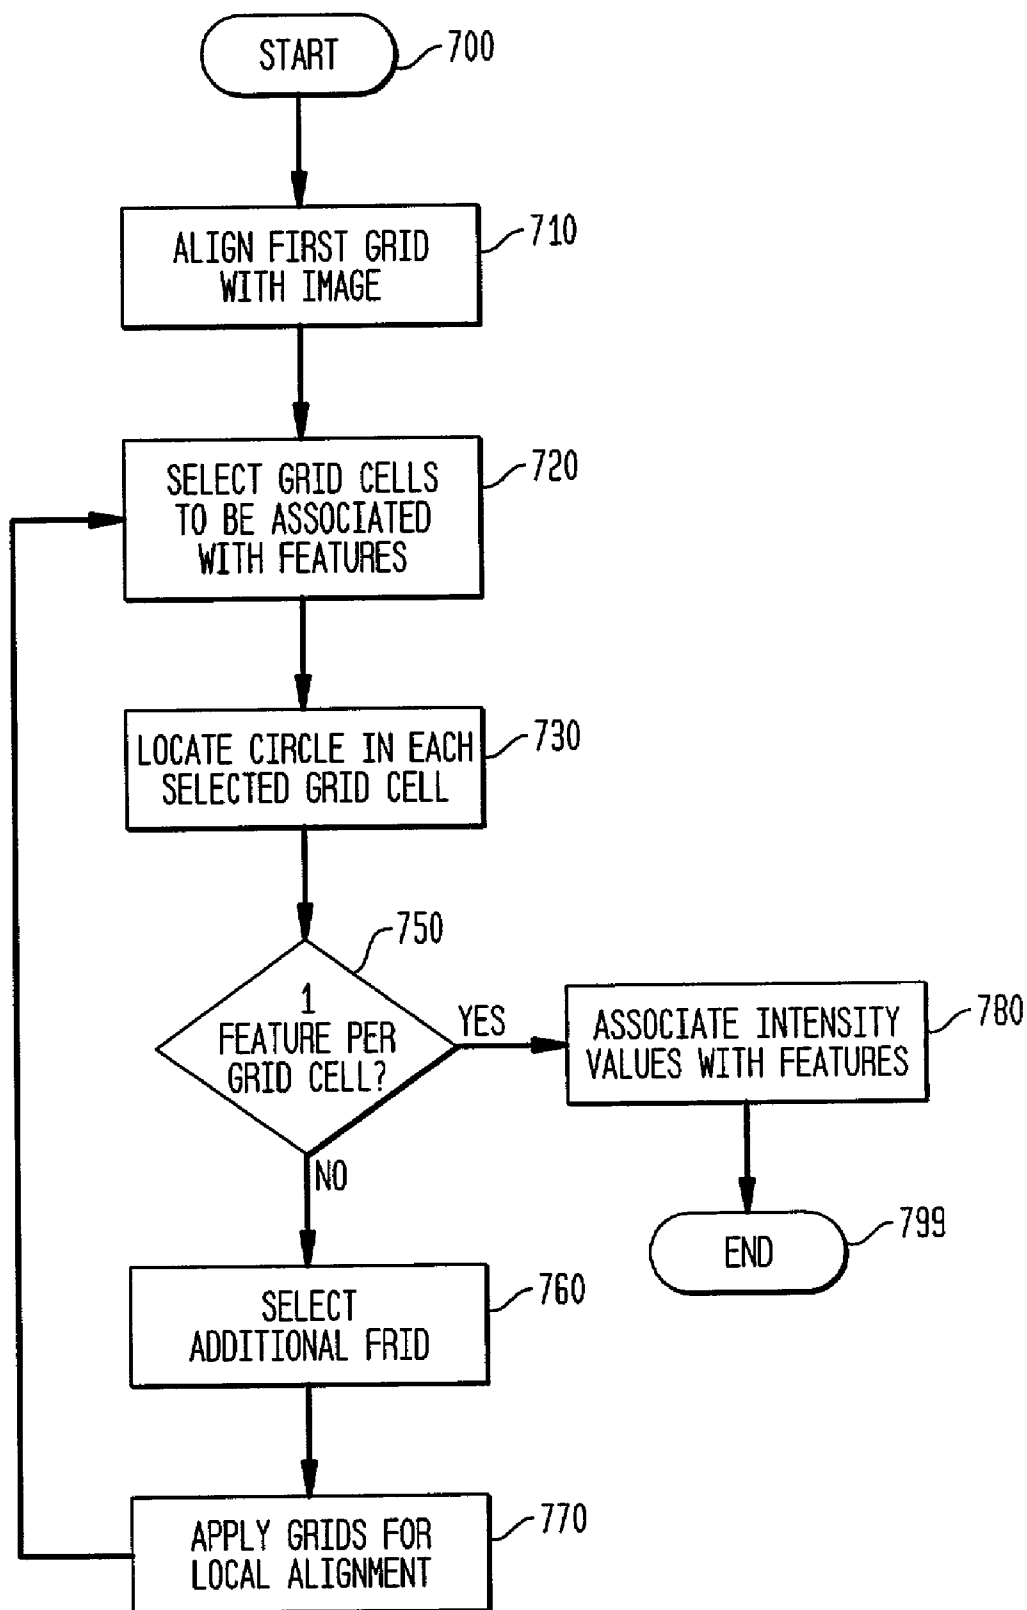 START
700
ALIGN FIRST GRID
WITH IMAGE
710
SELECT GRID CELLS
TO BE ASSOCIATED
WITH FEATURES
720
LOCATE CIRCLE IN EACH
SELECTED GRID CELL
730
1
FEATURE PER
GRID CELL?
750
YES
ASSOCIATE INTENSITY
VALUES WITH FEATURES
780
NO
END
799
SELECT
ADDITIONAL FRID
760
APPLY GRIDS FOR
LOCAL ALIGNMENT
770